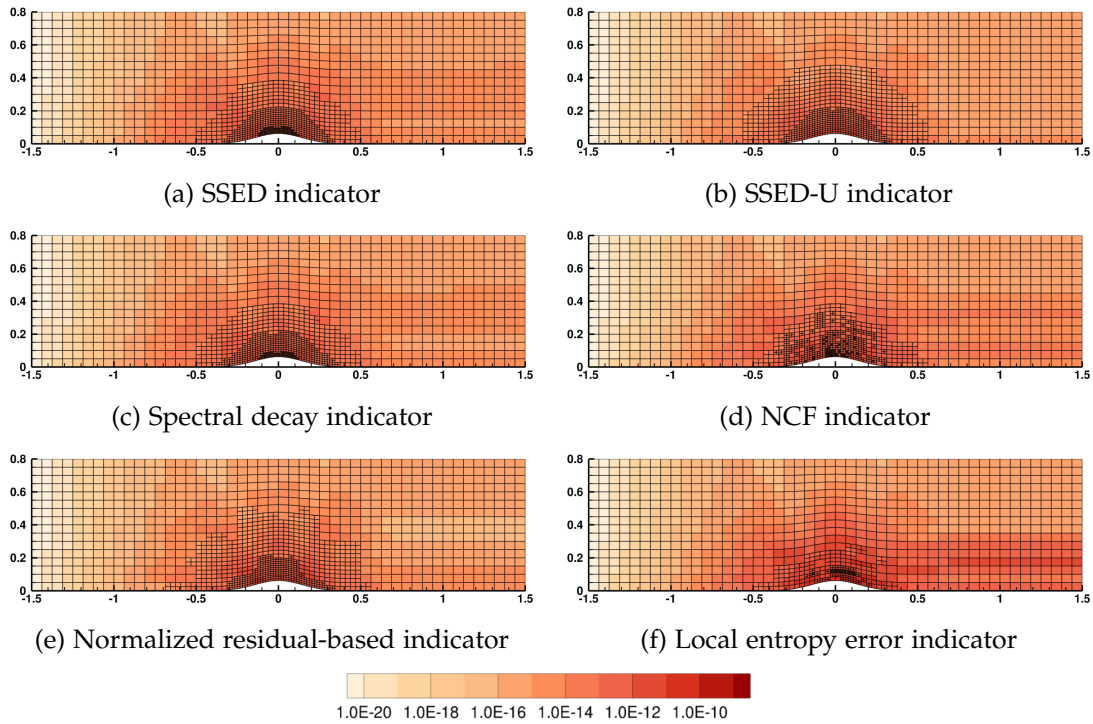 0.8 0.8
0.6 0.6
0.4 0.4
0.2 0.2
0 0
-1.5 -1 -0.5 0 0.5 1 1.5 -1.5 -1 -0.5 0 0.5 1 1.5
(a) SSED indicator (b) SSED-U indicator
0.8 0.8
0.6 0.6
0.4 0.4
0.2 0.2
0 0
-1.5 -1 -0.5 0 0.5 1 1.5 -1.5 -1 -0.5 0 0.5 1 1.5
(c) Spectral decay indicator (d) NCF indicator
0.8 0.8
0.6 0.6
0.4 0.4
0.2 0.2
0 0
-1.5 -1 -0.5 0 0.5 1 1.5 -1.5 -1 -0.5 0 0.5 1 1.5
(e) Normalized residual-based indicator (f) Local entropy error indicator
1.0E-20 1.0E-18 1.0E-16 1.0E-14 1.0E-12 1.0E-10